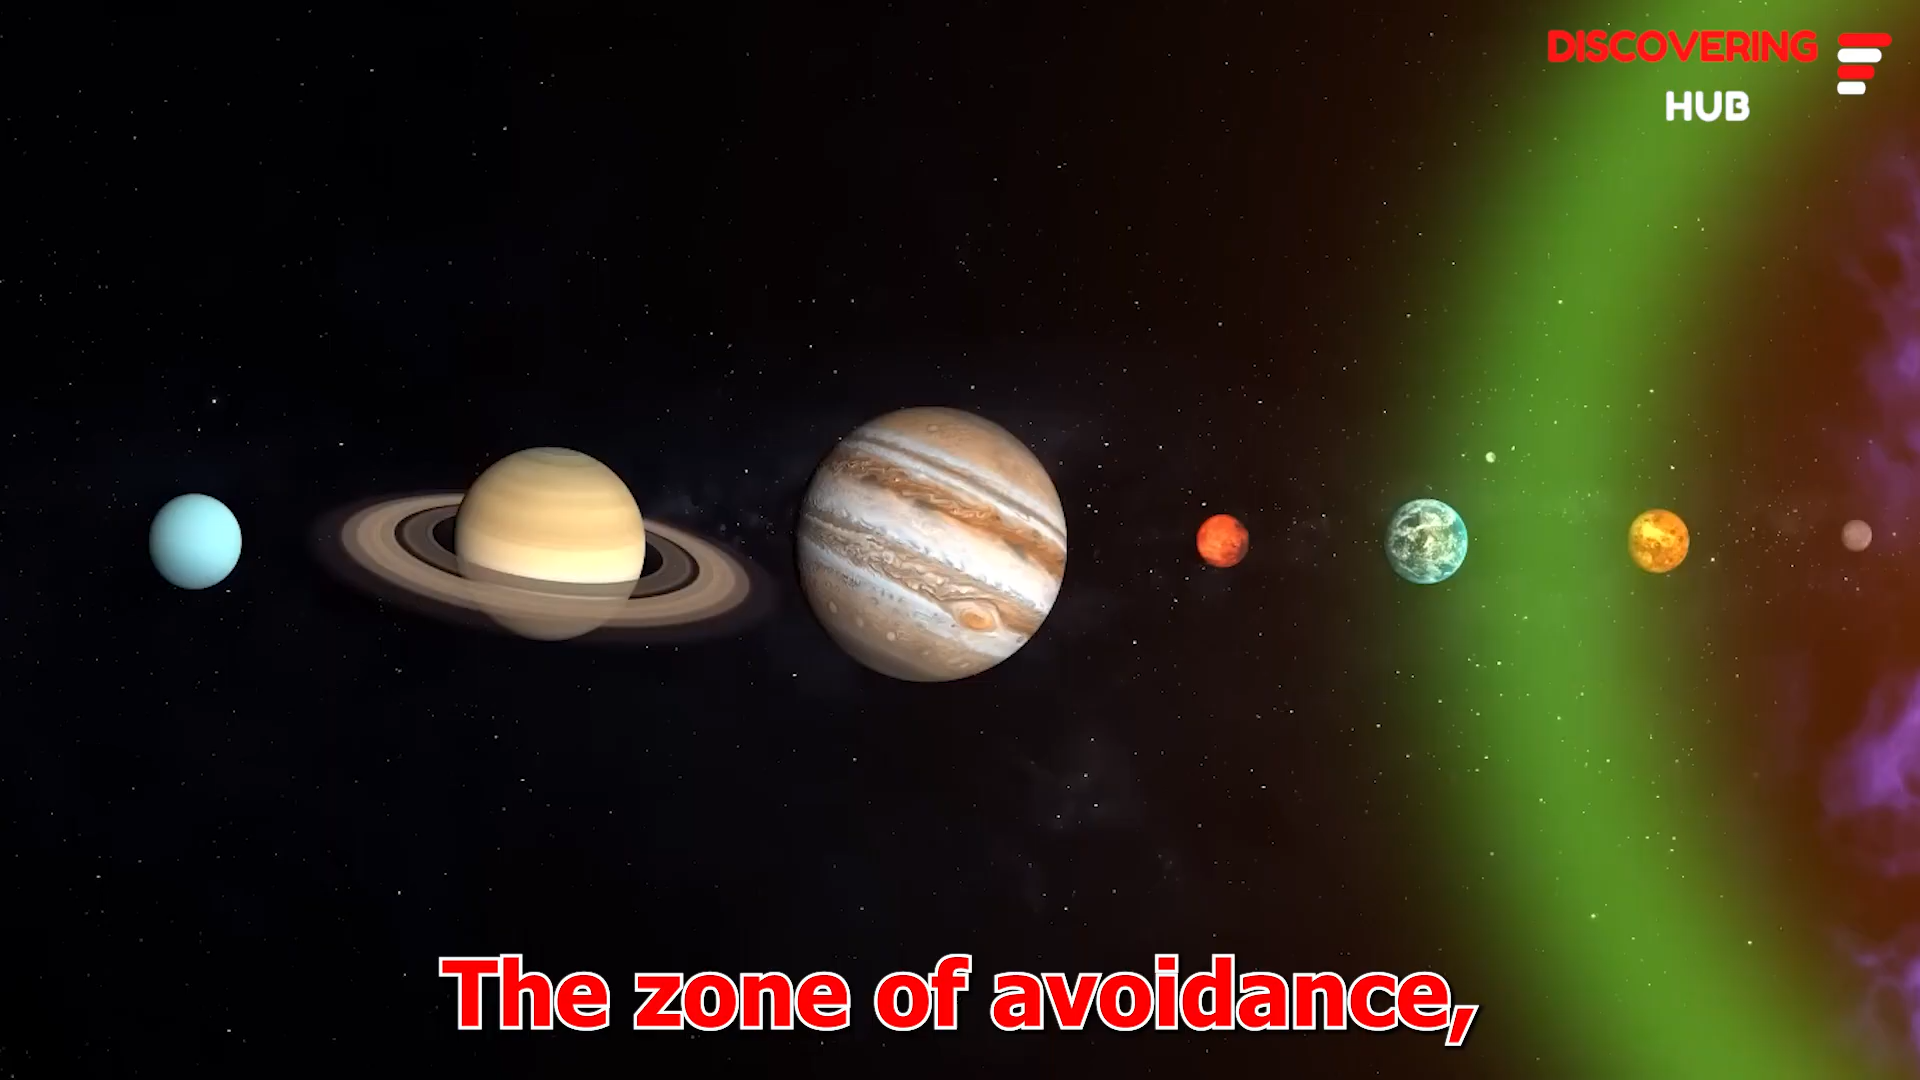 DISCOVERING
HUB
The zone of avoidance,